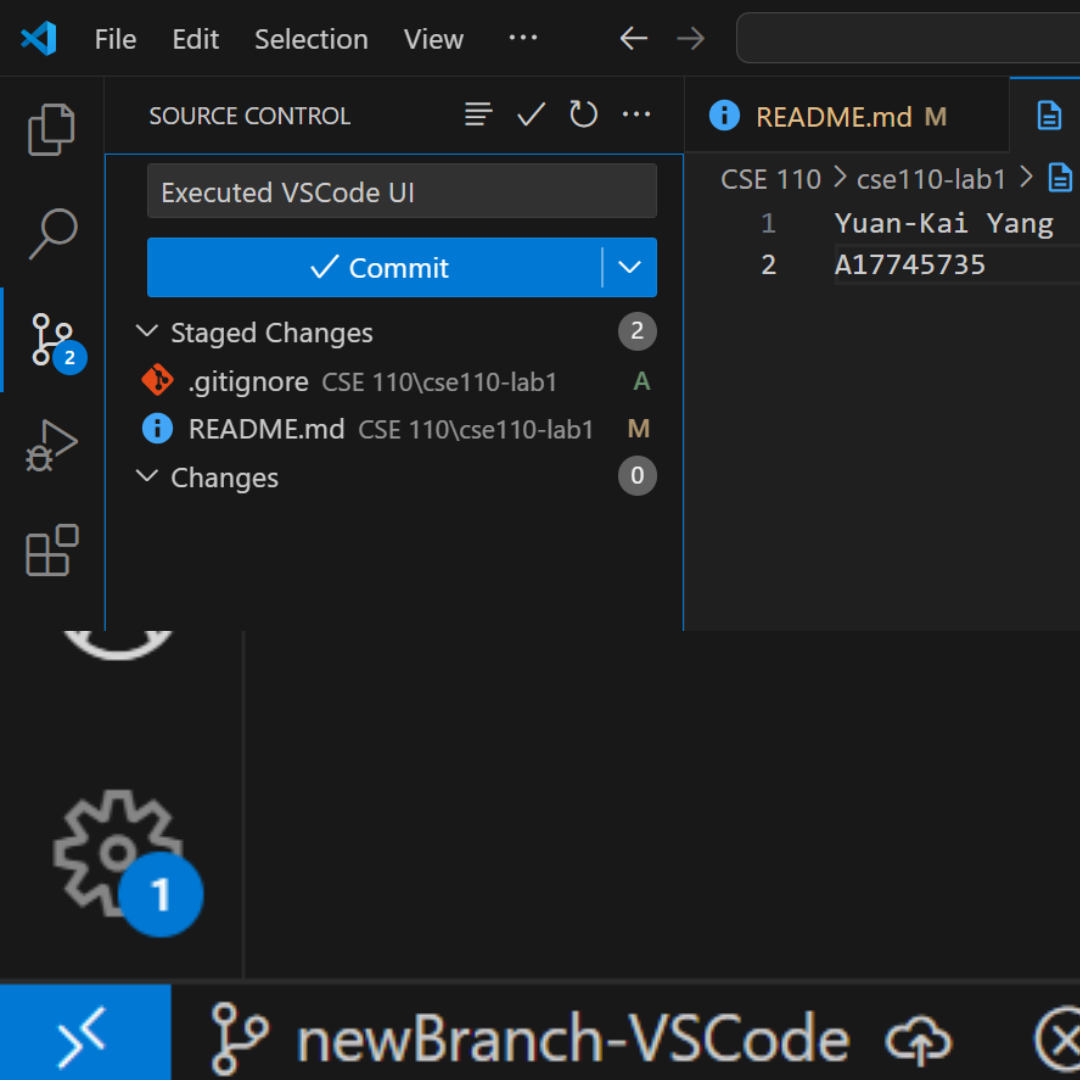 File Edit Selection View ···
SOURCE CONTROL
README.md M
Executed VSCode UI
CSE 110 > cse110-lab1 >
Commit
1 Yuan-Kai Yang
2 A17745735
Staged Changes 2
2
.gitignore CSE 110\cse110-lab1 A
README.md CSE 110\cse110-lab1 M
Changes 0
1
newBranch-VSCode